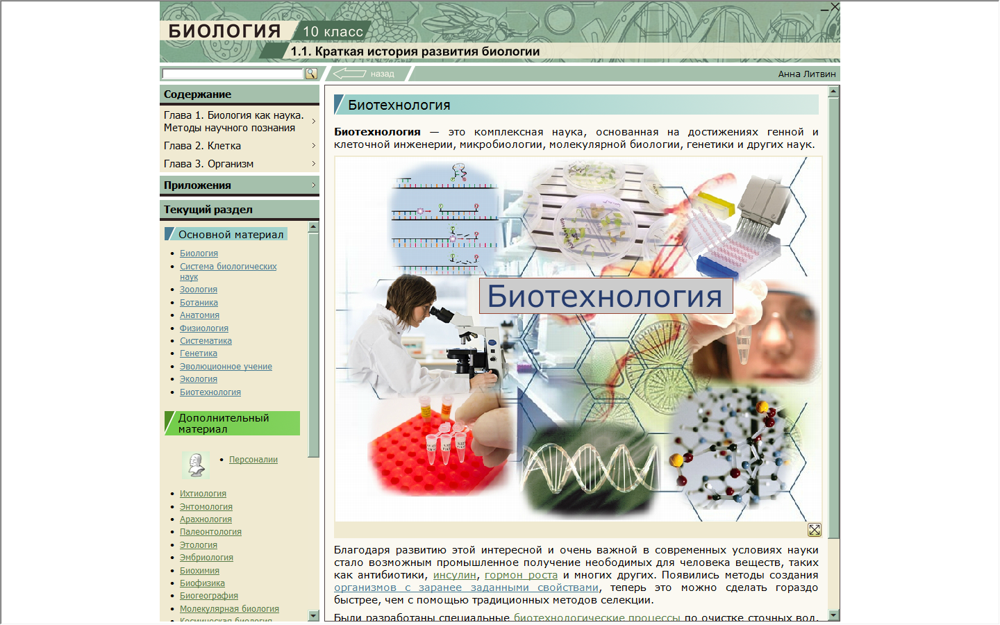 БИОЛОГИЯ 10 класс
1.1. Краткая история развития биологии
назад
Анна Литвин
Содержание
Глава 1. Биология как наука.
Методы научного познания
Глава 2. Клетка
Глава 3. Организм
Приложения
Текущий раздел
Основной материал
Биология
Система биологических
наук
Зоология
Ботаника
Анатомия
Физиология
Систематика
Генетика
Эволюционное учение
Экология
Биотехнология
Дополнительный
материал
Персоналии
Ихтиология
Энтомология
Арахнология
Палеонтология
Этология
Эмбриология
Биохимия
Биофизика
Биогеография
Молекулярная биология
Космическая биология
Биотехнология
Биотехнология — это комплексная наука, основанная на достижениях генной и
клеточной инженерии, микробиологии, молекулярной биологии, генетики и других наук.
Биотехнология
Благодаря развитию этой интересной и очень важной в современных условиях науки
стало возможным промышленное получение неободимых для человека веществ, таких
как антибиотики, инсулин, гормон роста и многих других. Появились методы создания
организмов с заранее заданными свойствами, теперь это можно сделать гораздо
быстрее, чем с помощью традиционных методов селекции.
Были разработаны специальные биотехнологические процессы по очистке сточных вод,